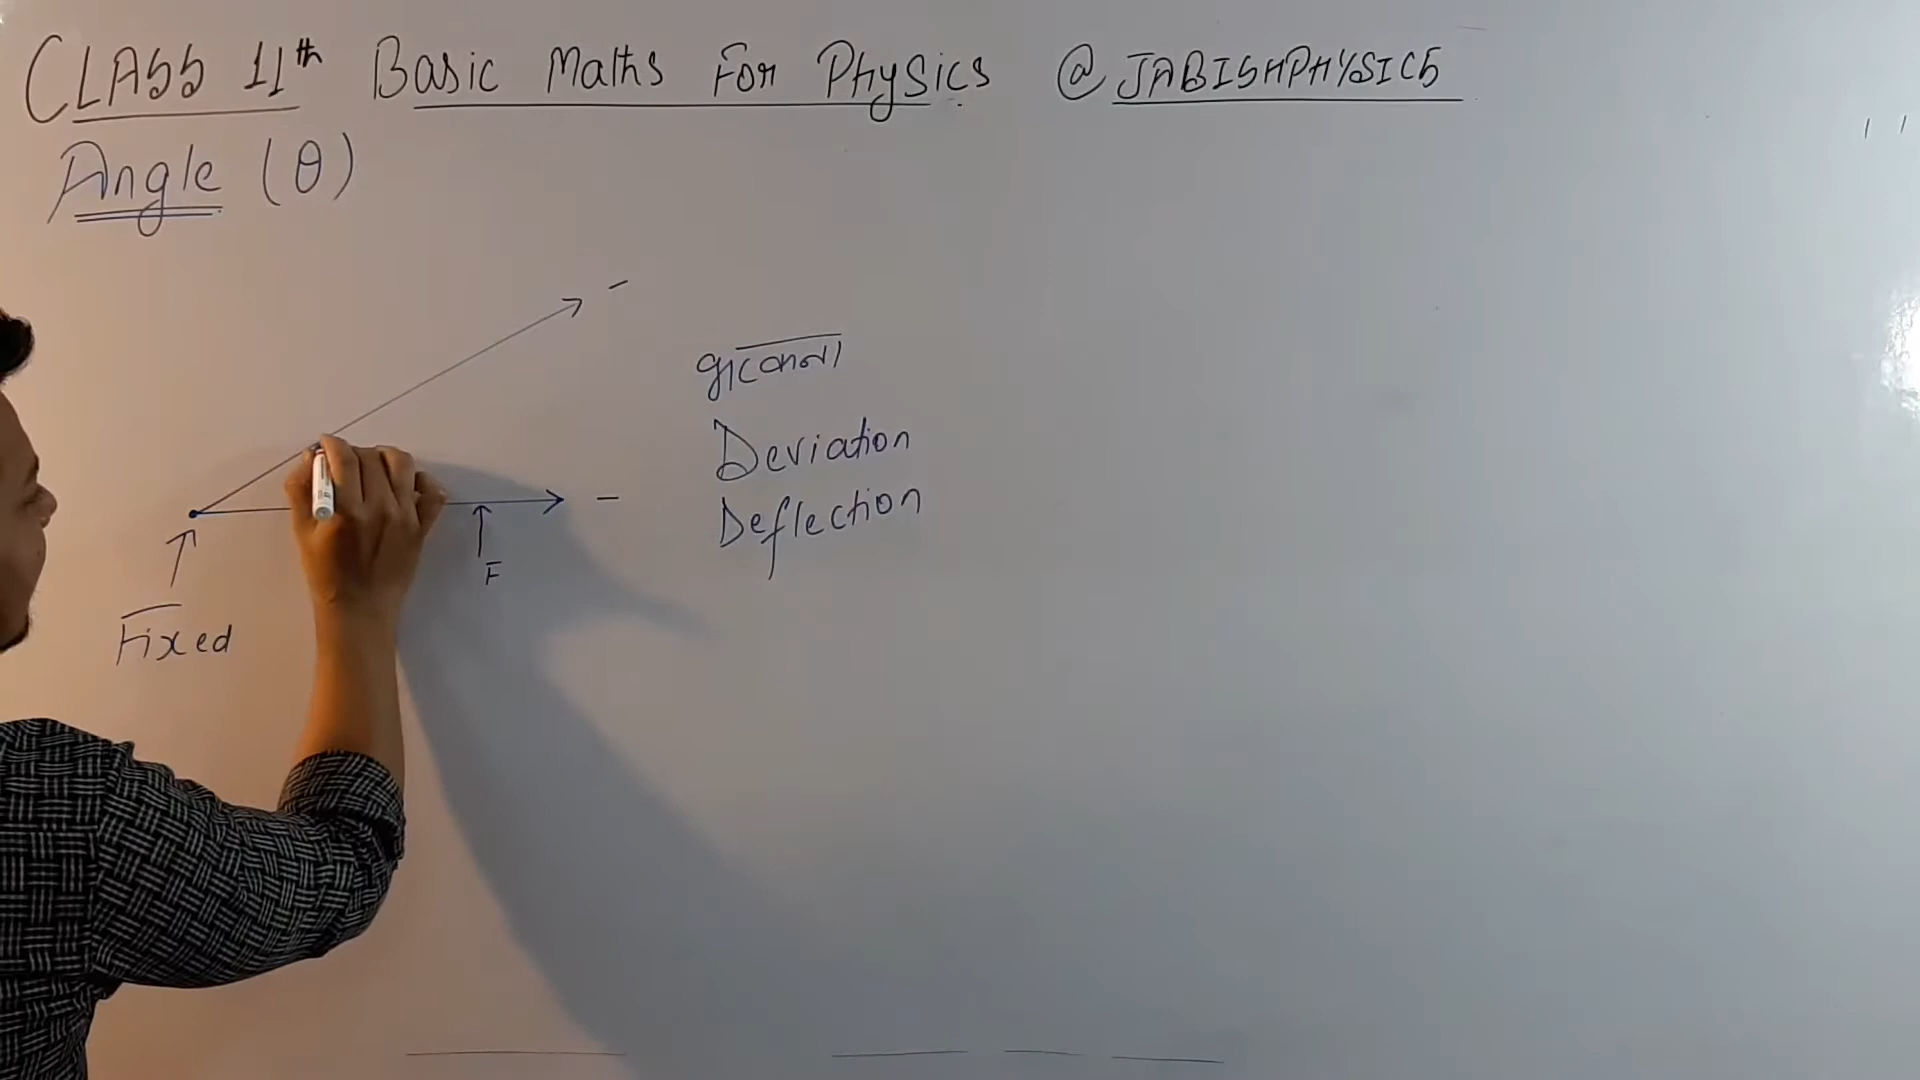 CLASS 11th Basic Maths For Physics @JABISHPHYSICS
Angle (θ)
Deviation
Deflection
F
Fixed